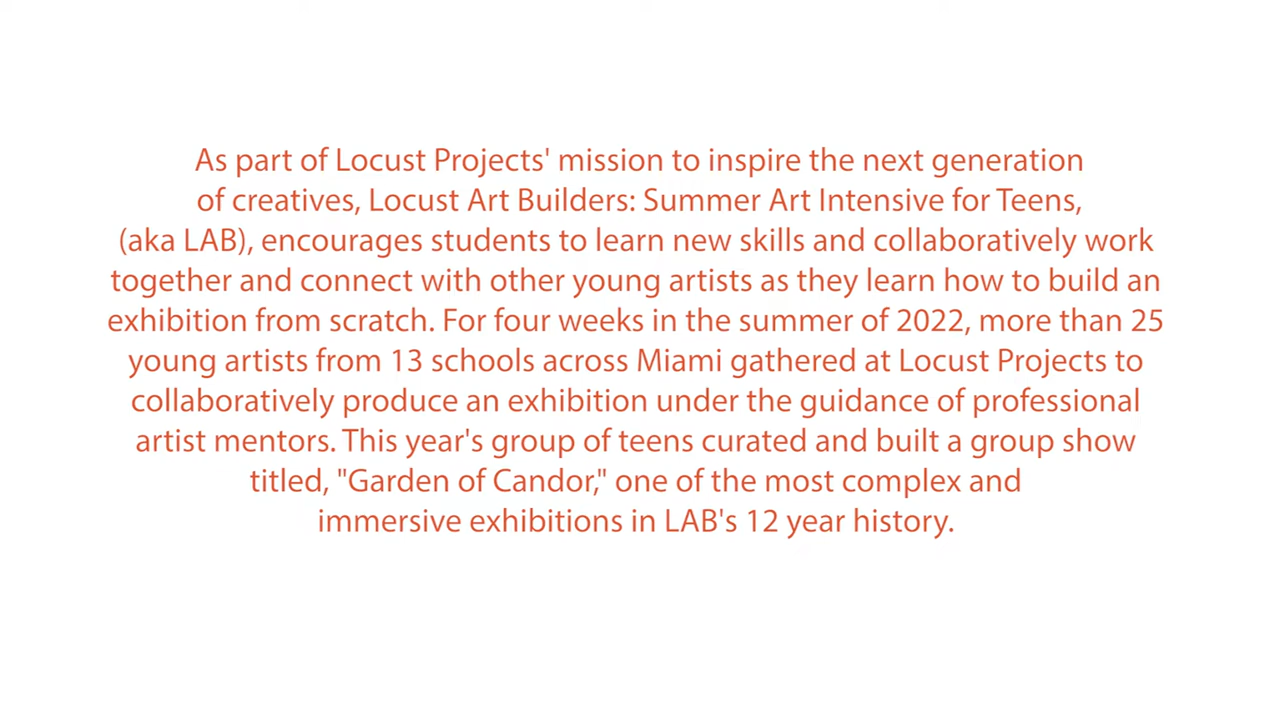 As part of Locust Projects' mission to inspire the next generation
of creatives, Locust Art Builders: Summer Art Intensive for Teens,
(aka LAB), encourages students to learn new skills and collaboratively work
together and connect with other young artists as they learn how to build an
exhibition from scratch. For four weeks in the summer of 2022, more than 25
young artists from 13 schools across Miami gathered at Locust Projects to
collaboratively produce an exhibition under the guidance of professional
artist mentors. This year's group of teens curated and built a group show
titled, "Garden of Candor," one of the most complex and
immersive exhibitions in LAB's 12 year history.